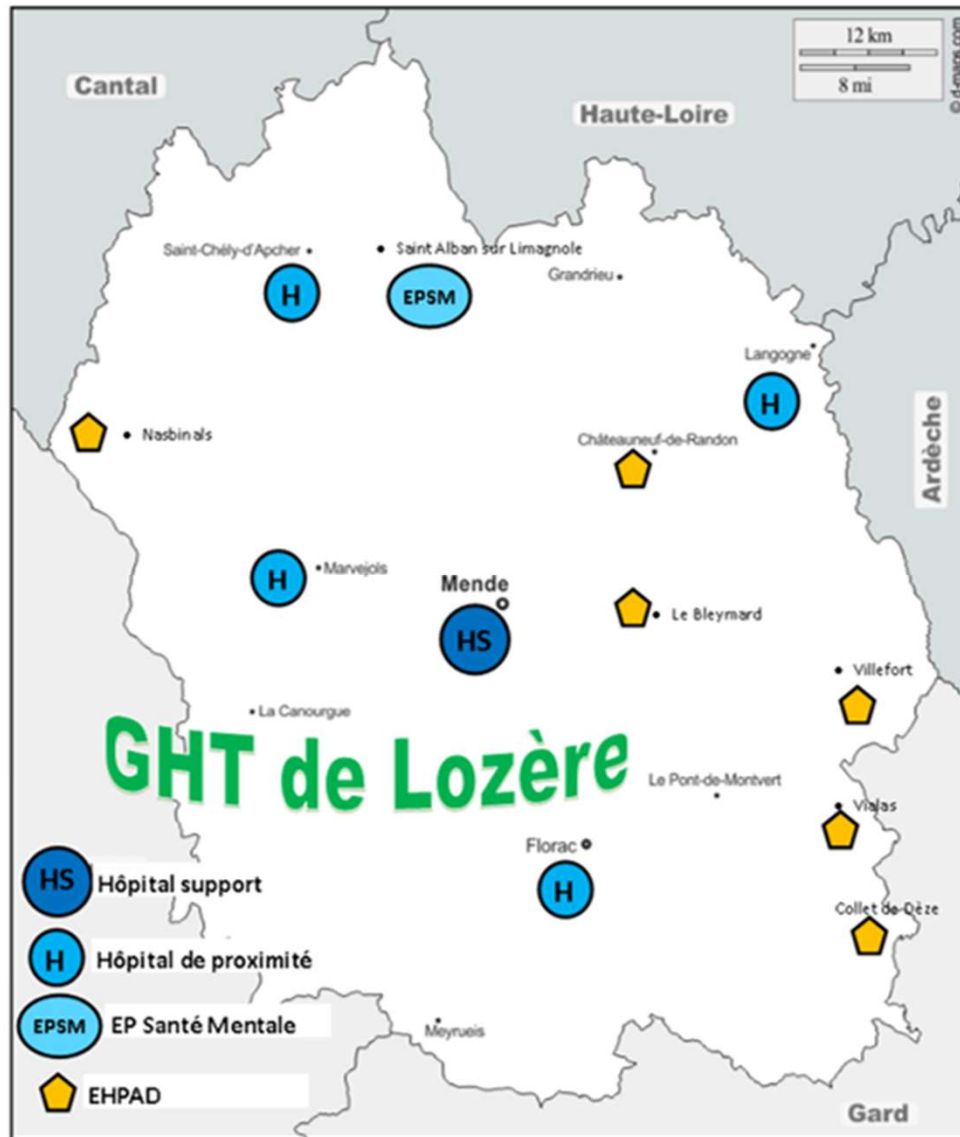 12 km
8 mi
© d-maps.com
Cantal
Haute-Loire
Saint-Chély-d'Apcher
Saint Alban sur Limagnole
Grandrieu
H
EPSM
Langogne
H
Ardèche
Nasbinals
Châteauneuf-de-Randon
Marvejols
H
Mende
HS
Le Bleymard
Villefort
La Canourgue
GHT de Lozère
Le Pont-de-Montvert
Vialas
Florac
H
Collet de Dèze
HS Hôpital support
H Hôpital de proximité
EPSM EP Santé Mentale
Meyrueis
EHPAD
Gard